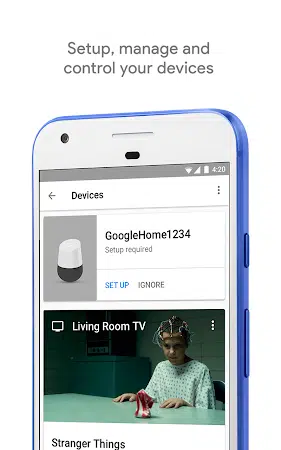 Setup, manage and
control your devices
4:20
Devices
GoogleHome1234
Setup required
SET UP IGNORE
Living Room TV
Stranger Things